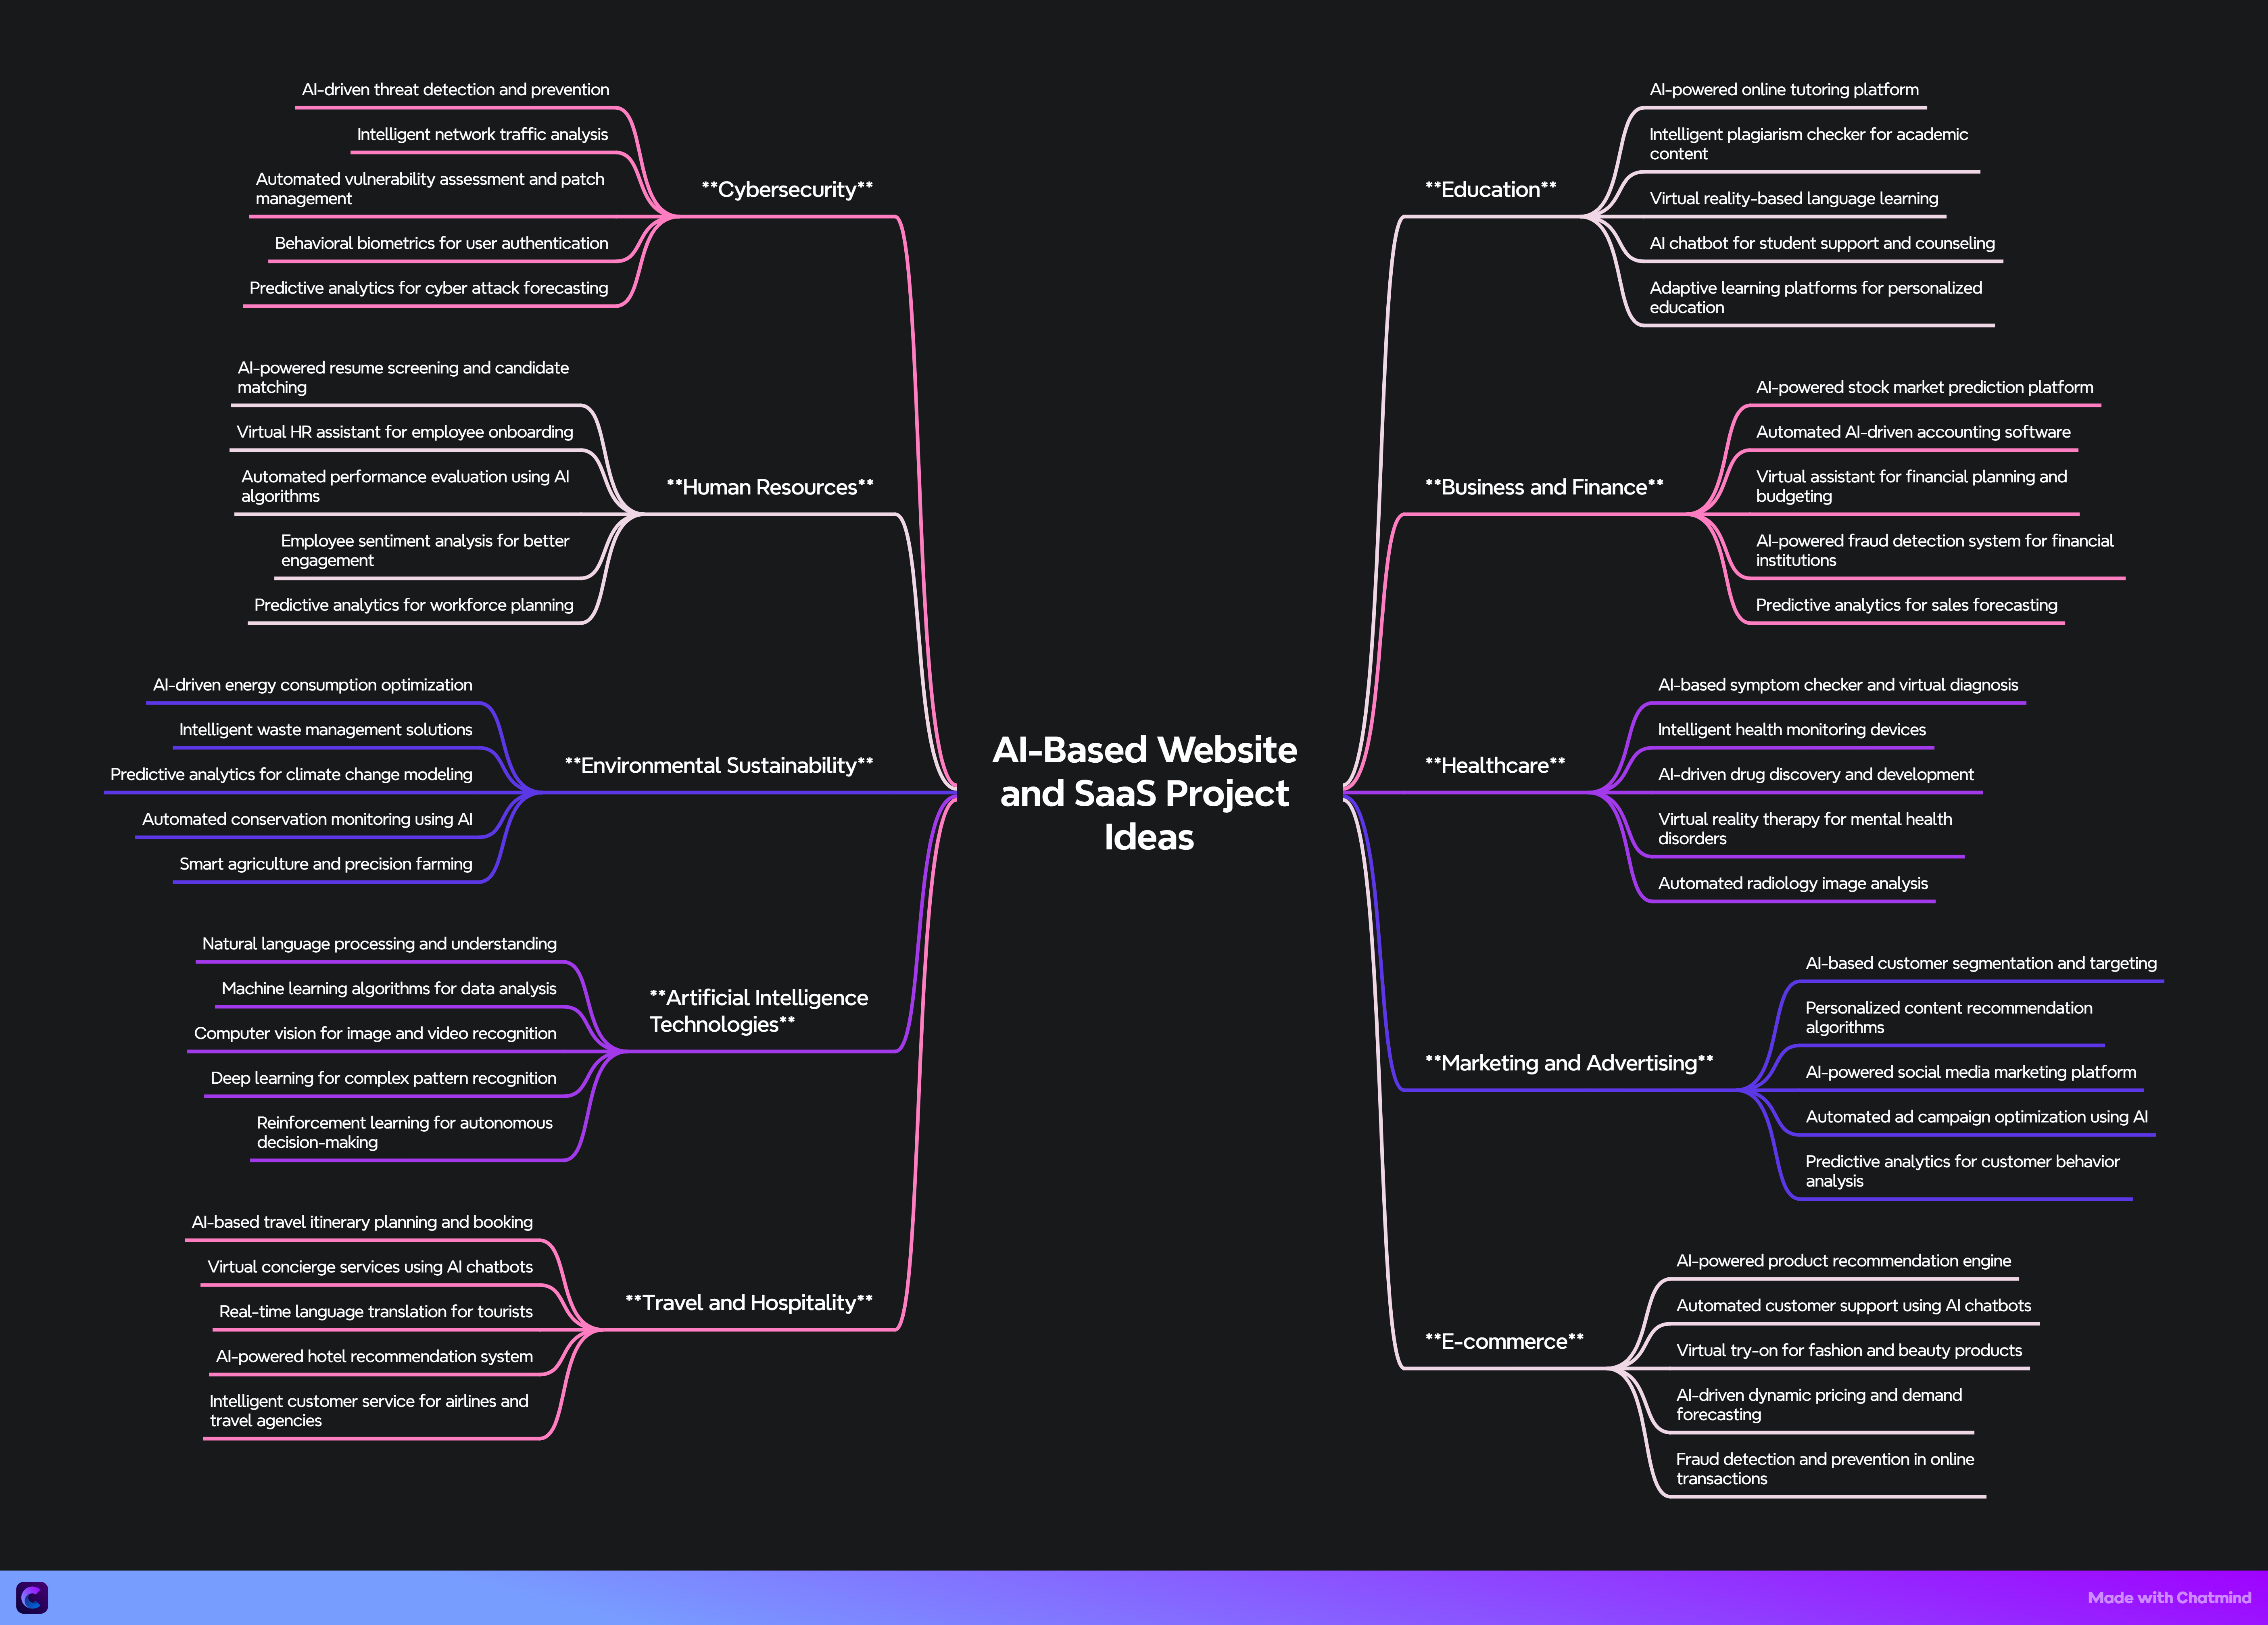 AI-Based Website
and SaaS Project
Ideas
**Education**
AI-powered online tutoring platform
Intelligent plagiarism checker for academic
content
Virtual reality-based language learning
AI chatbot for student support and counseling
Adaptive learning platforms for personalized
education
**Business and Finance**
AI-powered stock market prediction platform
Automated AI-driven accounting software
Virtual assistant for financial planning and
budgeting
AI-powered fraud detection system for financial
institutions
Predictive analytics for sales forecasting
**Healthcare**
AI-based symptom checker and virtual diagnosis
Intelligent health monitoring devices
AI-driven drug discovery and development
Virtual reality therapy for mental health
disorders
Automated radiology image analysis
**Marketing and Advertising**
AI-based customer segmentation and targeting
Personalized content recommendation
algorithms
AI-powered social media marketing platform
Automated ad campaign optimization using AI
Predictive analytics for customer behavior
analysis
**E-commerce**
AI-powered product recommendation engine
Automated customer support using AI chatbots
Virtual try-on for fashion and beauty products
AI-driven dynamic pricing and demand
forecasting
Fraud detection and prevention in online
transactions
**Cybersecurity**
AI-driven threat detection and prevention
Intelligent network traffic analysis
Automated vulnerability assessment and patch
management
Behavioral biometrics for user authentication
Predictive analytics for cyber attack forecasting
**Human Resources**
AI-powered resume screening and candidate
matching
Virtual HR assistant for employee onboarding
Automated performance evaluation using AI
algorithms
Employee sentiment analysis for better
engagement
Predictive analytics for workforce planning
**Environmental Sustainability**
AI-driven energy consumption optimization
Intelligent waste management solutions
Predictive analytics for climate change modeling
Automated conservation monitoring using AI
Smart agriculture and precision farming
**Artificial Intelligence
Technologies**
Natural language processing and understanding
Machine learning algorithms for data analysis
Computer vision for image and video recognition
Deep learning for complex pattern recognition
Reinforcement learning for autonomous
decision-making
**Travel and Hospitality**
AI-based travel itinerary planning and booking
Virtual concierge services using AI chatbots
Real-time language translation for tourists
AI-powered hotel recommendation system
Intelligent customer service for airlines and
travel agencies
Made with Chatmind